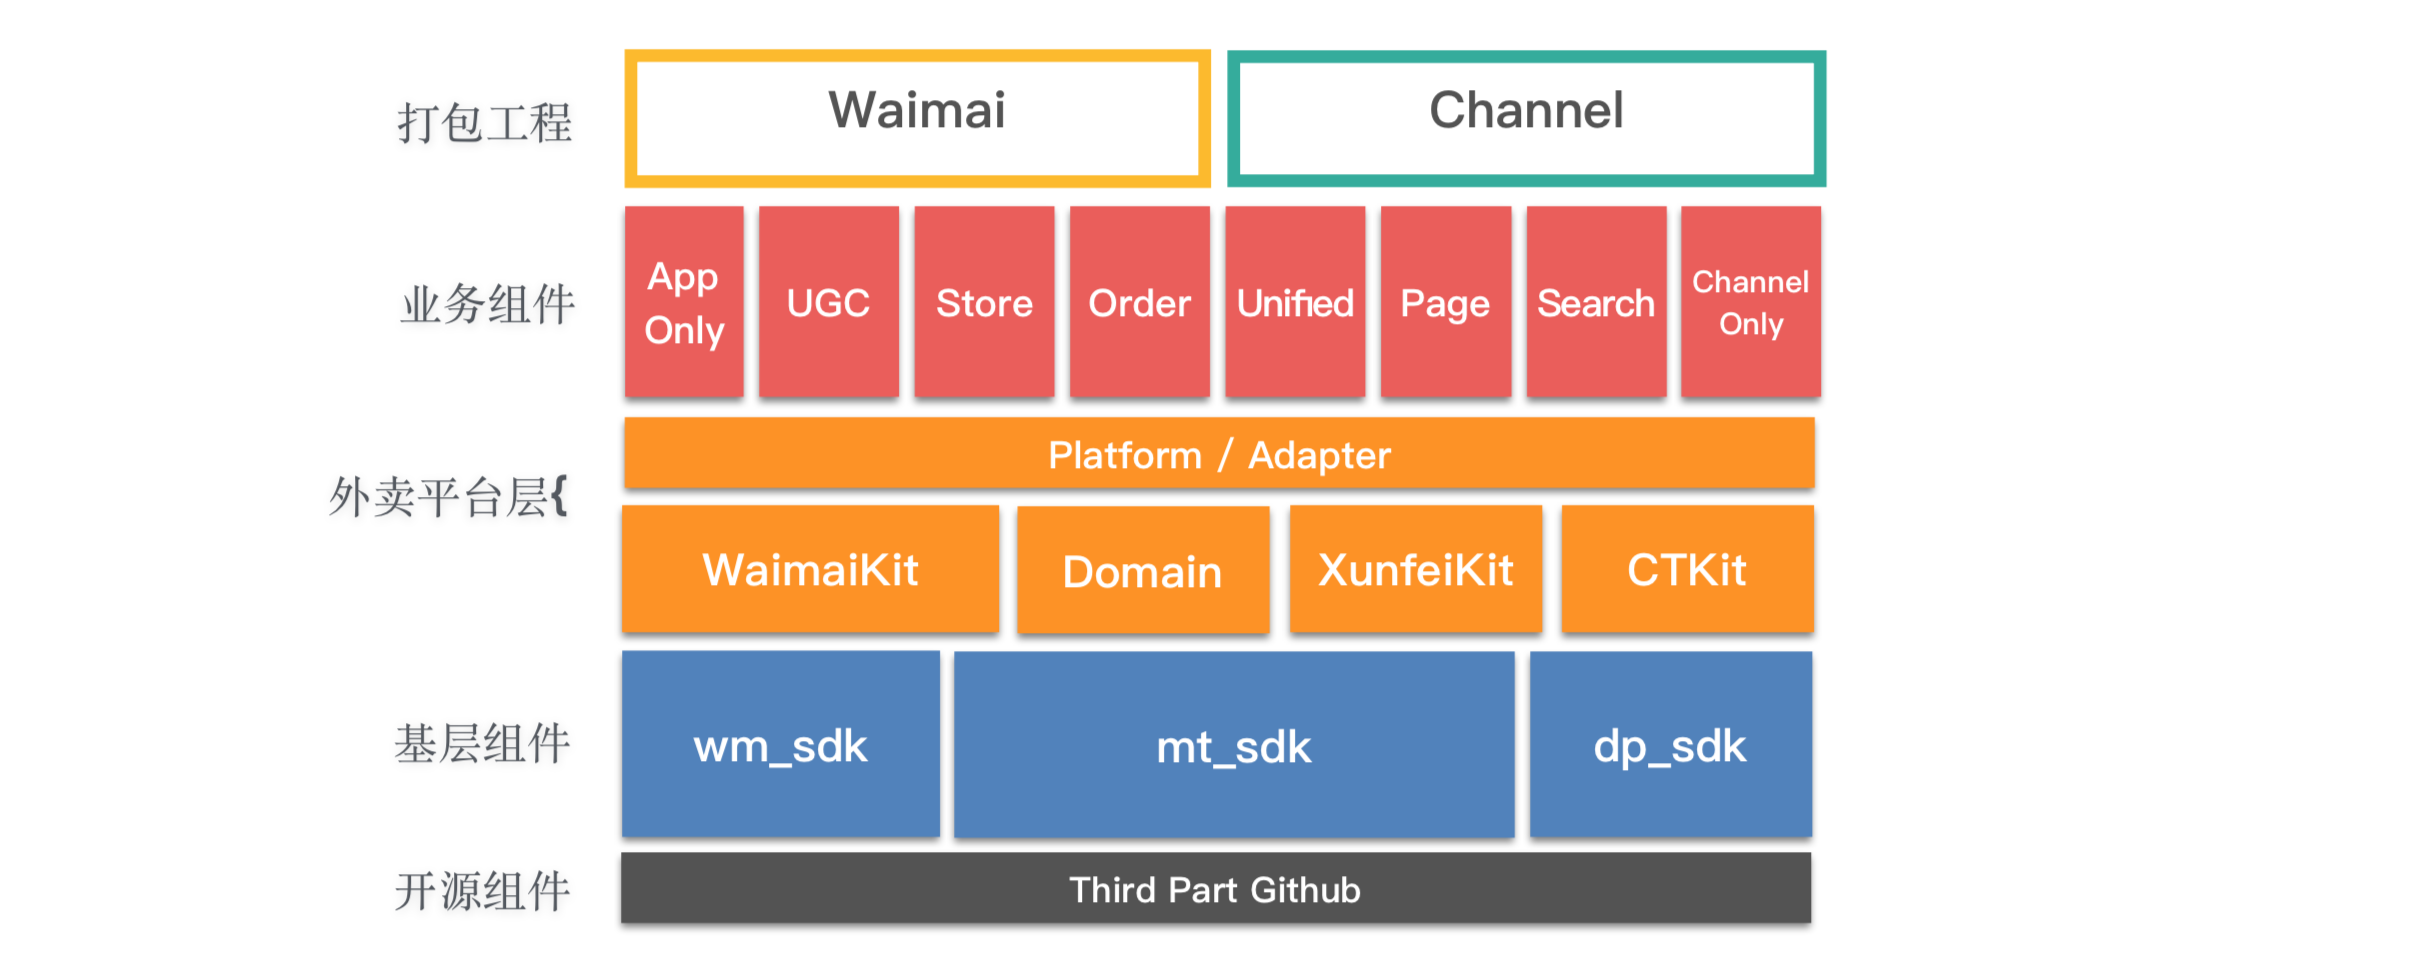 打包工程
Waimai
Channel
业务组件
App
Only
UGC
Store
Order
Unified
Page
Search
Channel
Only
外卖平台层{
Platform / Adapter
WaimaiKit
Domain
XunfeiKit
CTKit
基层组件
wm_sdk
mt_sdk
dp_sdk
开源组件
Third Part Github